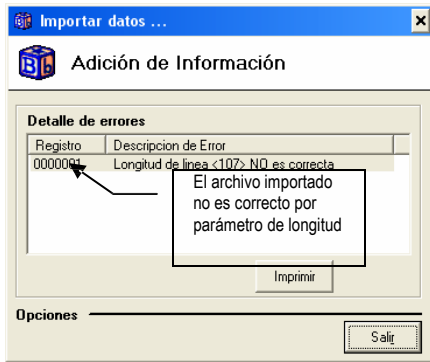 Importar datos ...
Adición de Información
Detalle de errores
Registro Descripcion de Error
0000001 Longitud de linea <107> NO es correcta
El archivo importado
no es correcto por
parámetro de longitud
Imprimir
Opciones
Salir